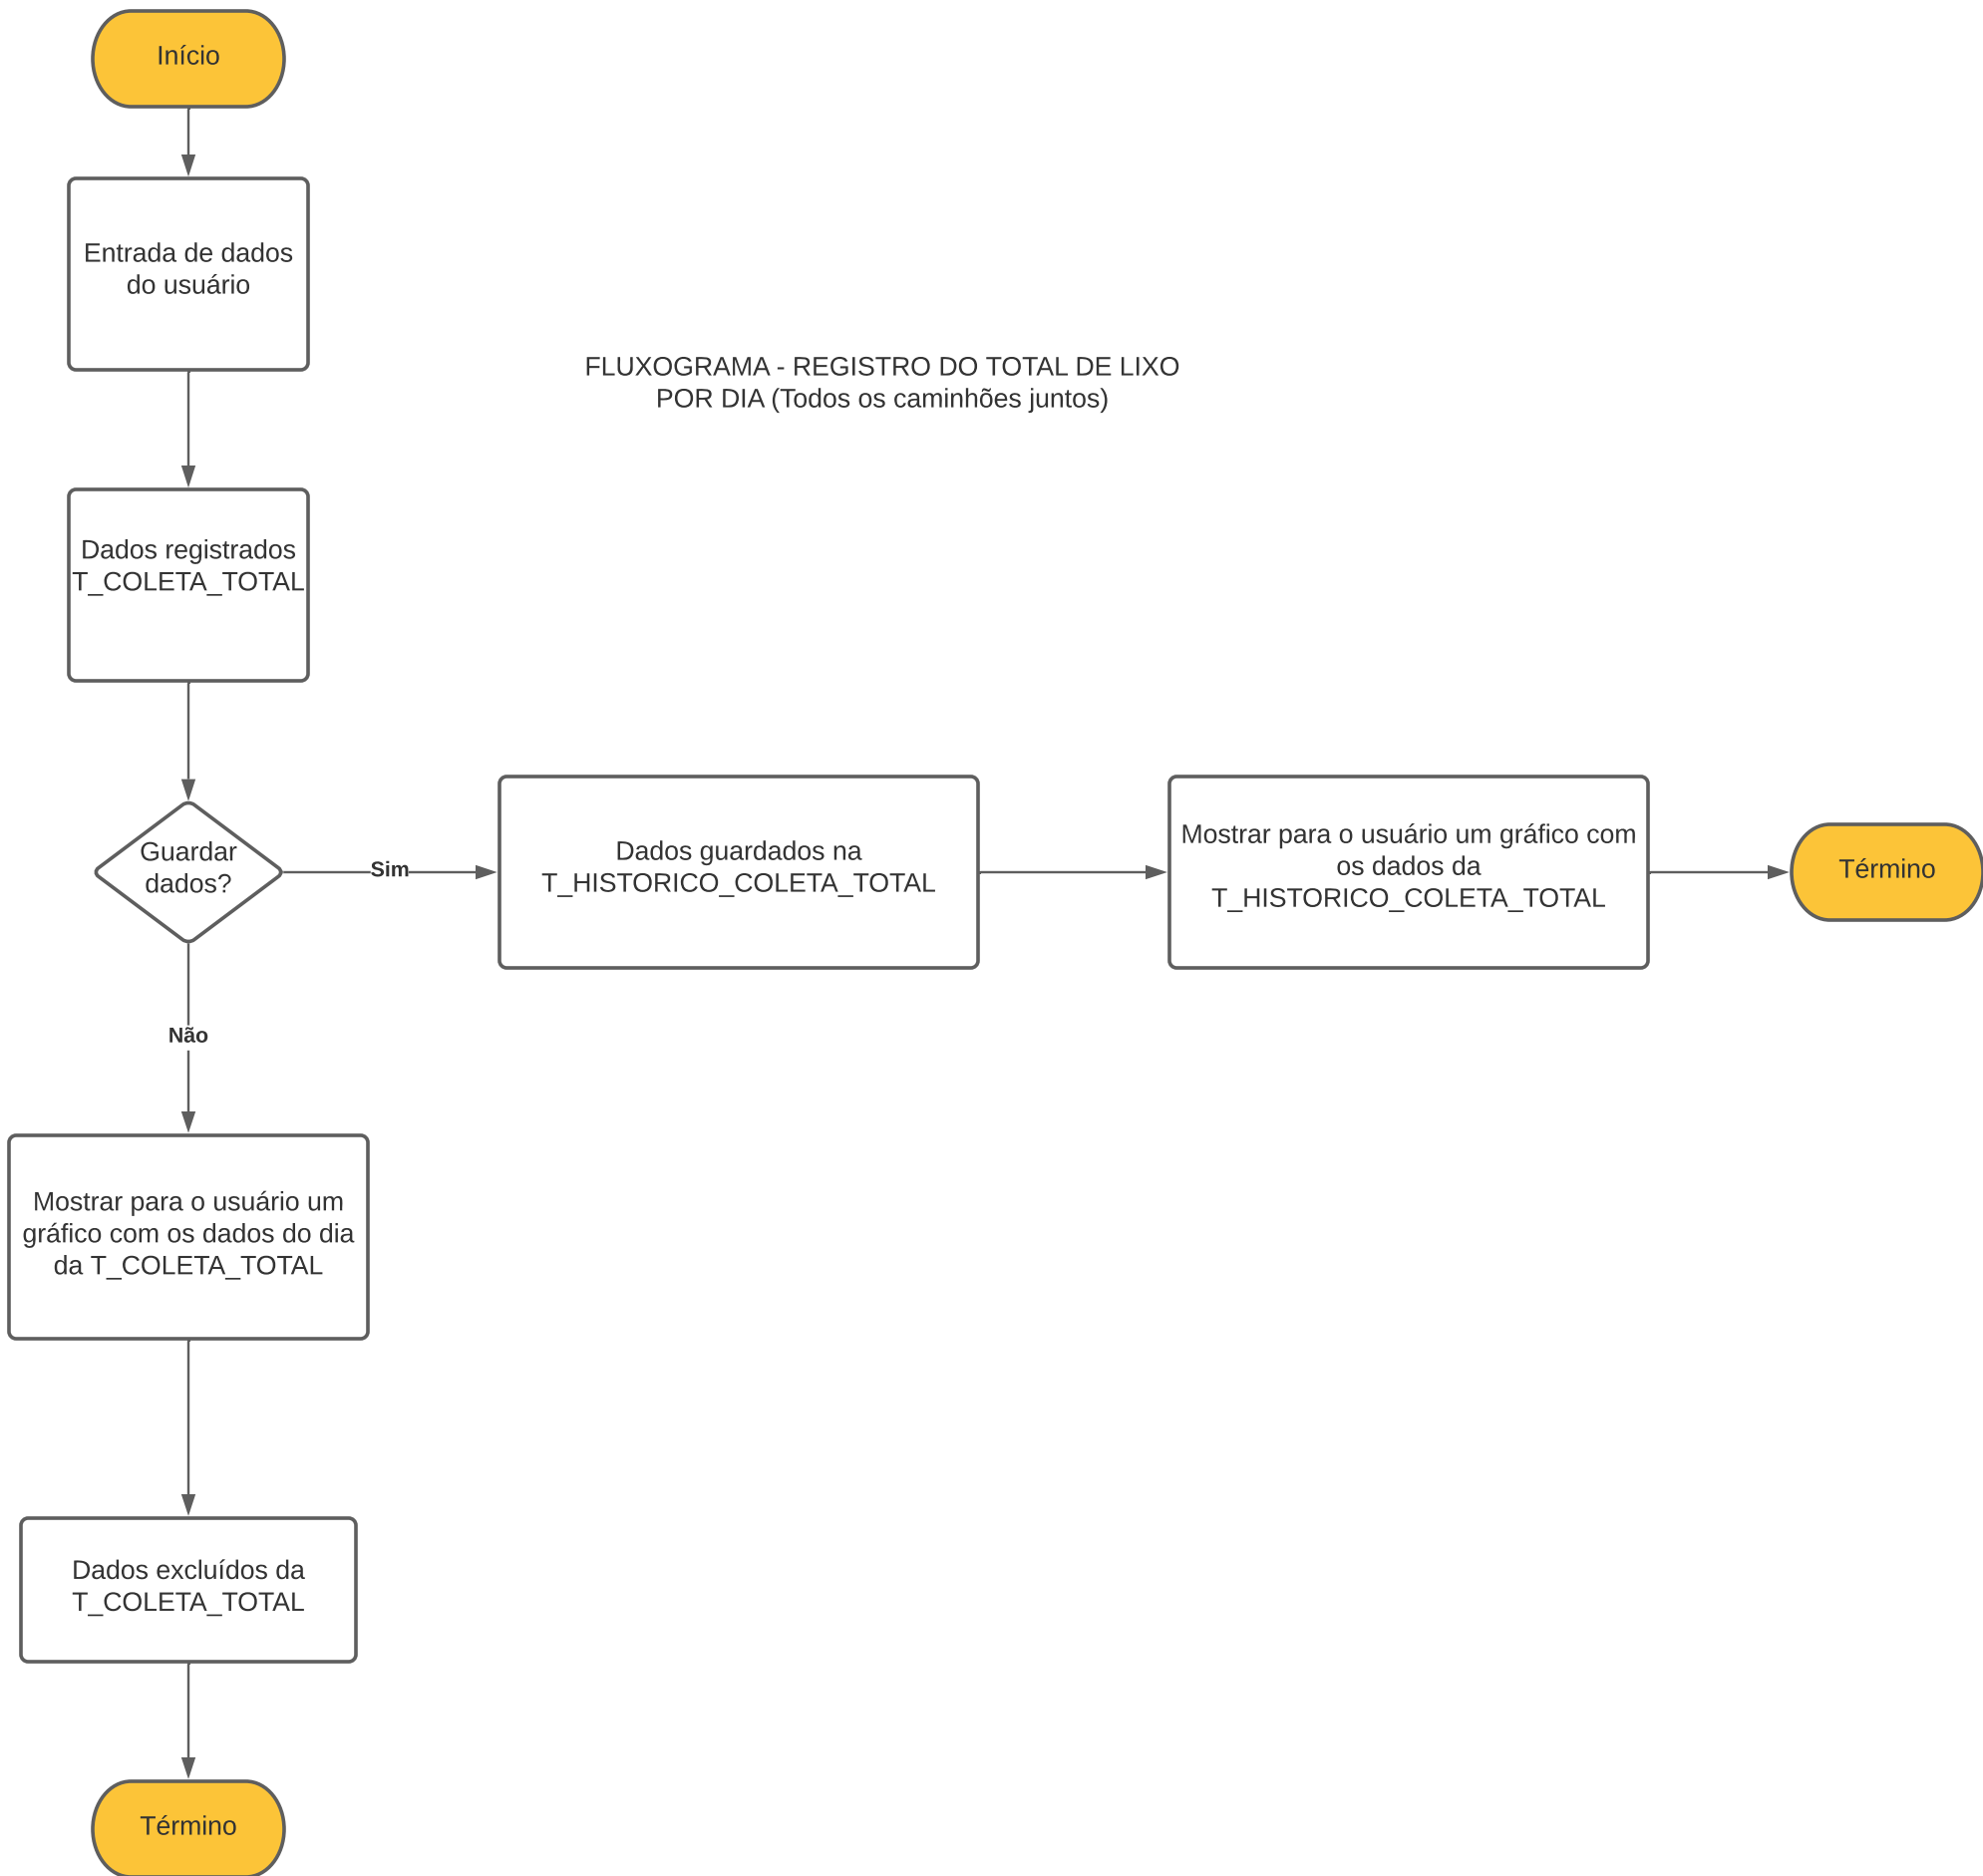 Início
Entrada de dados
do usuário
FLUXOGRAMA - REGISTRO DO TOTAL DE LIXO
POR DIA (Todos os caminhões juntos)
Dados registrados
T_COLETA_TOTAL
Guardar
dados?
Sim
Dados guardados na
T_HISTORICO_COLETA_TOTAL
Mostrar para o usuário um gráfico com
os dados da
T_HISTORICO_COLETA_TOTAL
Término
Não
Mostrar para o usuário um
gráfico com os dados do dia
da T_COLETA_TOTAL
Dados excluídos da
T_COLETA_TOTAL
Término